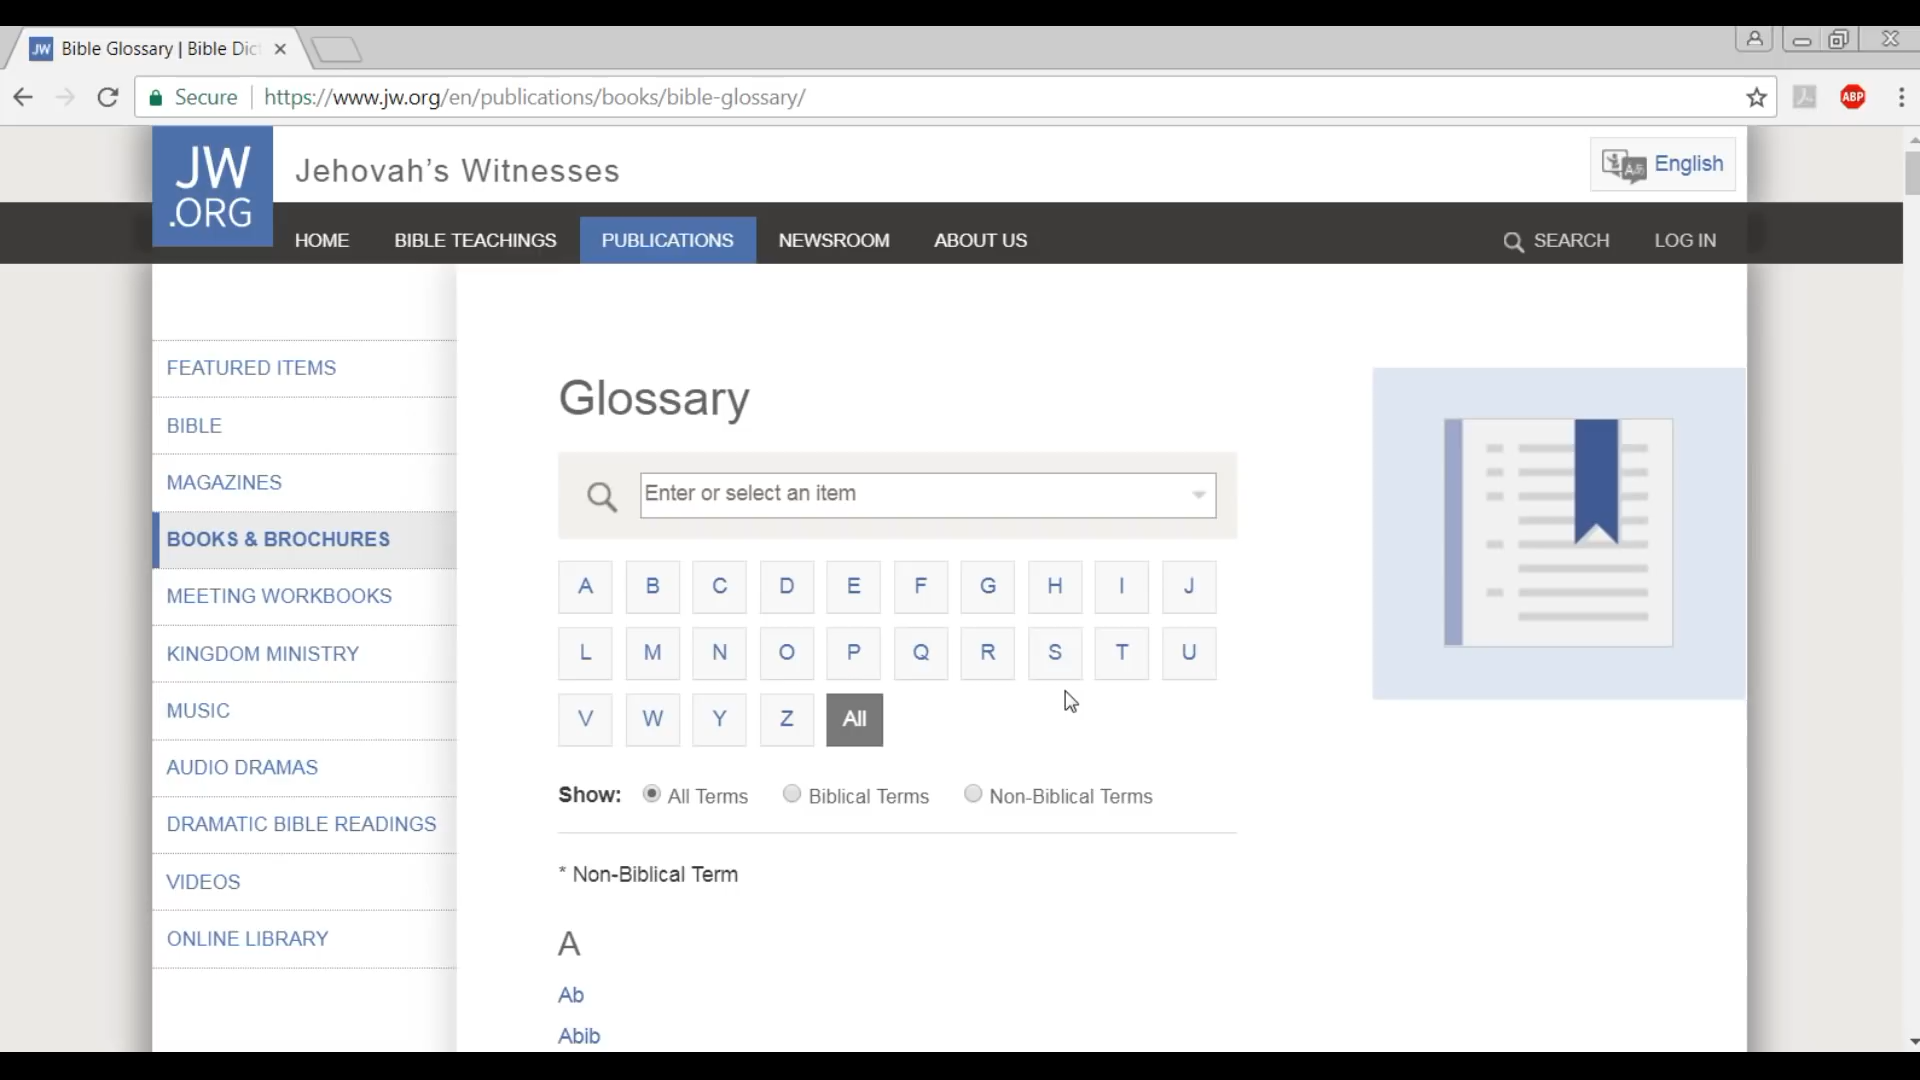 JW Bible Glossary | Bible Dic
Secure https://www.jw.org/en/publications/books/bible-glossary/
ABP
JW
.ORG
Jehovah's Witnesses
English
HOME BIBLE TEACHINGS PUBLICATIONS NEWSROOM ABOUT US SEARCH LOG IN
FEATURED ITEMS
BIBLE
MAGAZINES
BOOKS & BROCHURES
MEETING WORKBOOKS
KINGDOM MINISTRY
MUSIC
AUDIO DRAMAS
DRAMATIC BIBLE READINGS
VIDEOS
ONLINE LIBRARY
Glossary
Enter or select an item
A B C D E F G H I J
L M N O P Q R S T U
V W Y Z All
Show: All Terms Biblical Terms Non-Biblical Terms
* Non-Biblical Term
A
Ab
Abib